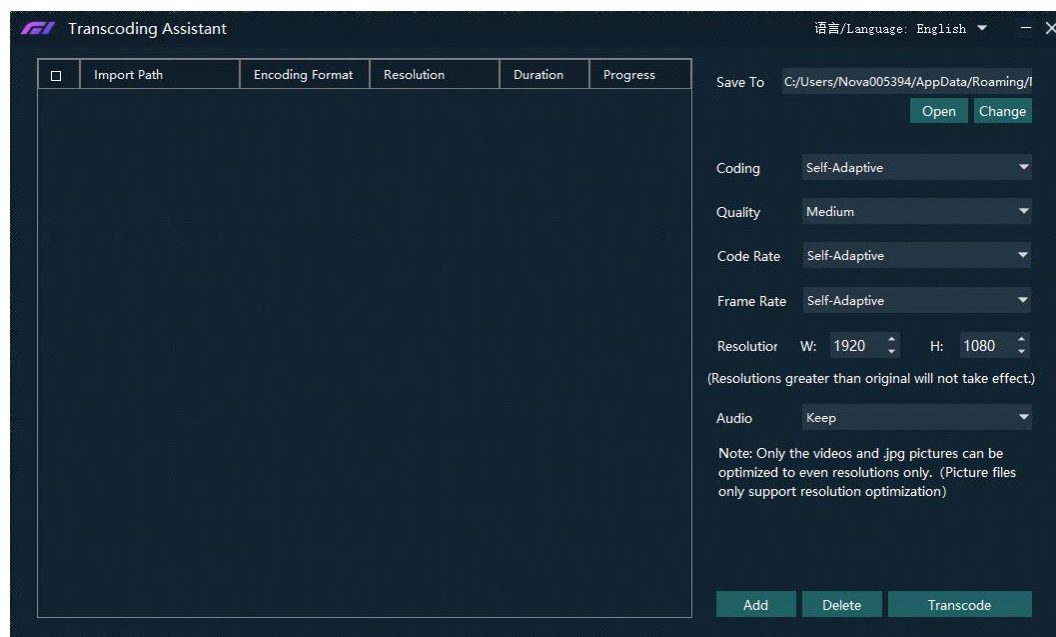 Transcoding Assistant
语言/Language: English
Import Path Encoding Format Resolution Duration Progress
Save To C:/Users/Nova005394/AppData/Roaming/
Open Change
Coding Self-Adaptive
Quality Medium
Code Rate Self-Adaptive
Frame Rate Self-Adaptive
Resolution W: 1920 H: 1080
(Resolutions greater than original will not take effect.)
Audio Keep
Note: Only the videos and .jpg pictures can be
optimized to even resolutions only. (Picture files
only support resolution optimization)
Add Delete Transcode